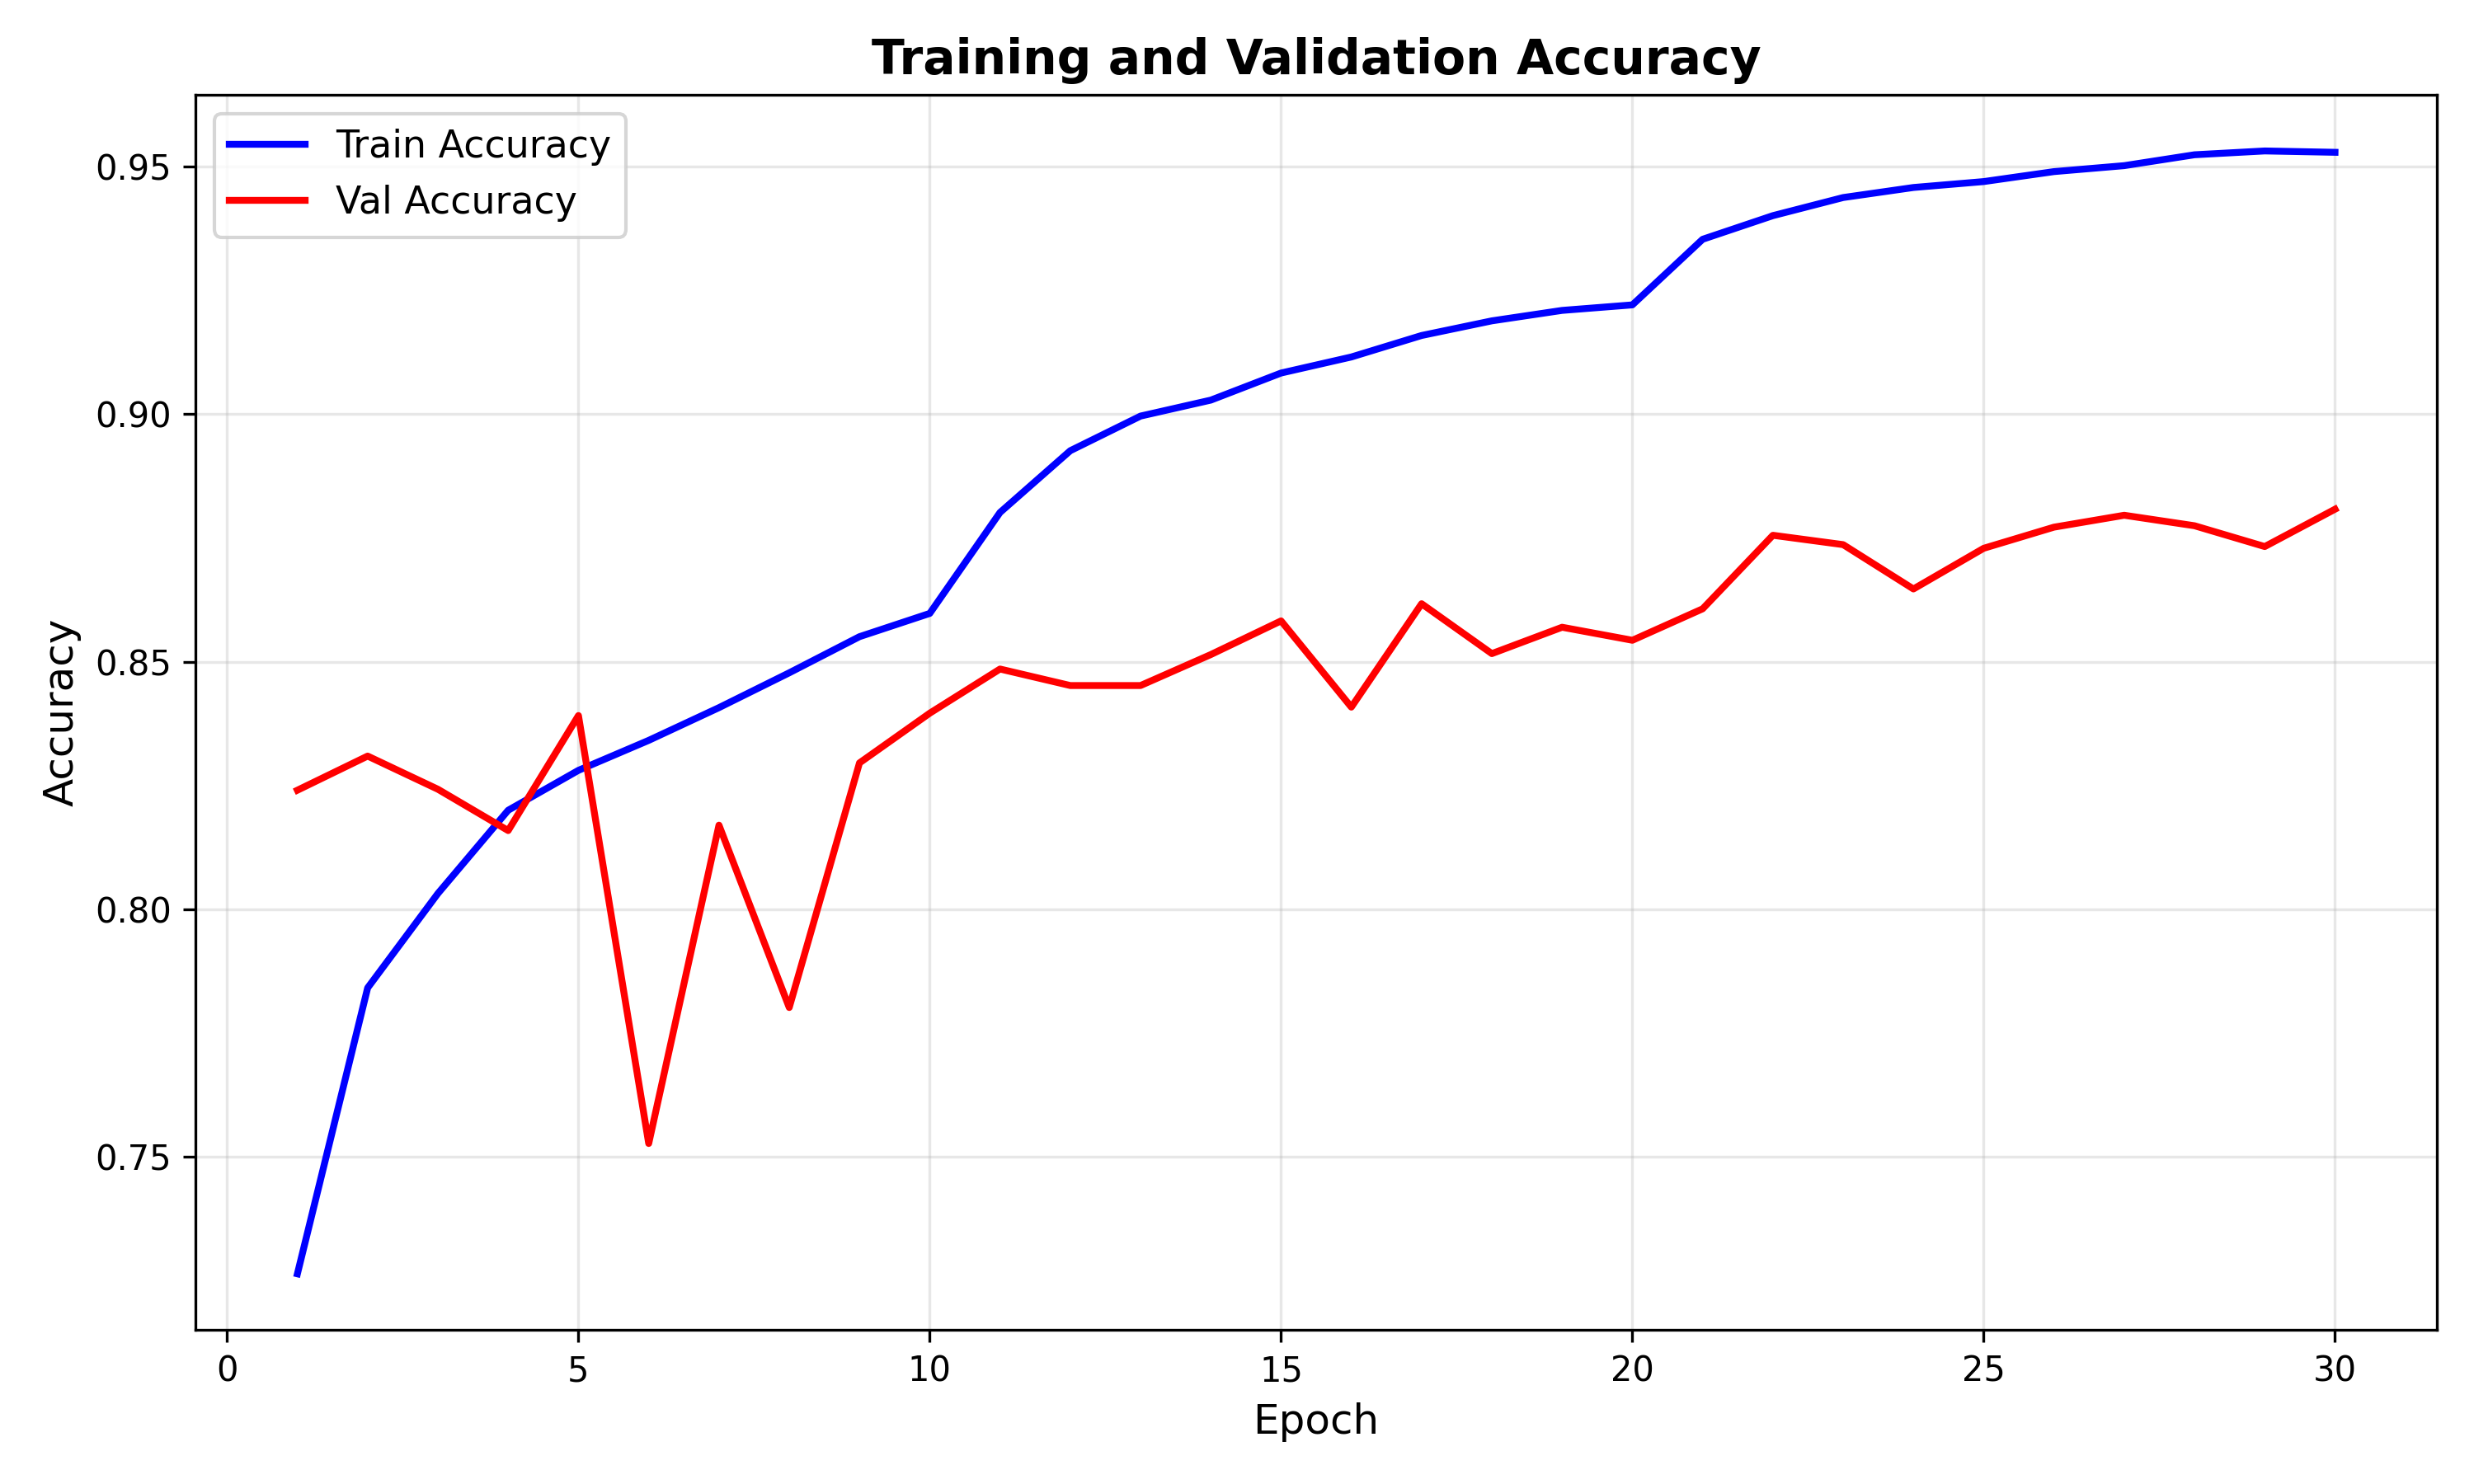 Training and Validation Accuracy
Train Accuracy
Val Accuracy
0.95
0.90
0.85
0.80
0.75
Accuracy
0 5 10 15 20 25 30
Epoch